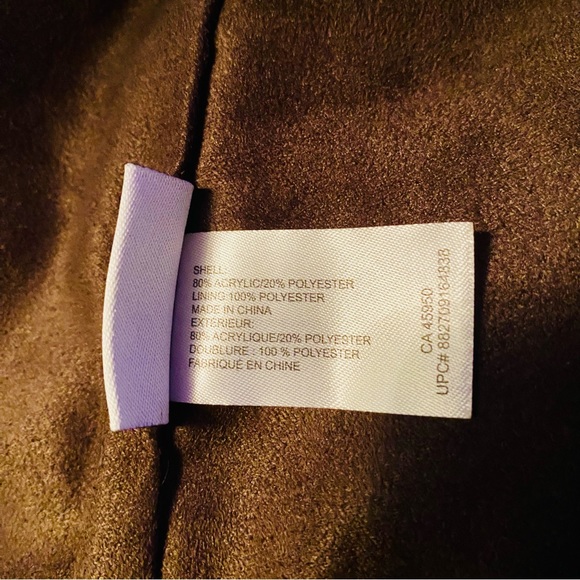 SHELL:
80% ACRYLIC/20% POLYESTER
LINING 100% POLYESTER
MADE IN CHINA
EXTERIEUR:
80% ACRYLIQUE/20% POLYESTER
DOUBLURE : 100 % POLYESTER
FABRIQUÉ EN CHINE
CA 45950
UPC# 882709164838